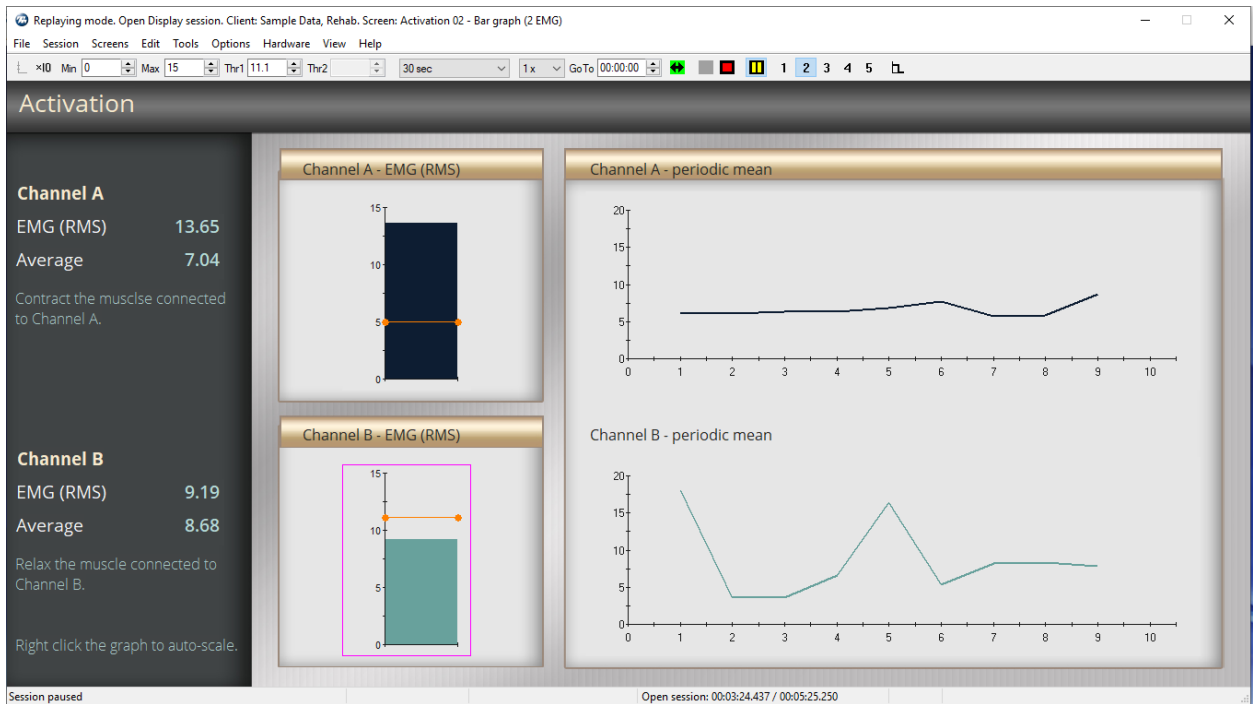 Replaying mode. Open Display session. Client: Sample Data, Rehab. Screen: Activation 02 - Bar graph (2 EMG)
File Session Screens Edit Tools Options Hardware View Help
×10 Min 0 Max 15 Thr1 11.1 Thr2 30 sec 1 x GoTo 00:00:00 1 2 3 4 5
Activation
Channel A
EMG (RMS) 13.65
Average 7.04
Contract the musclse connected
to Channel A.
Channel B
EMG (RMS) 9.19
Average 8.68
Relax the muscle connected to
Channel B.
Right click the graph to auto-scale.
Channel A - EMG (RMS)
15
10
5
0
Channel B - EMG (RMS)
15
10
5
0
Channel A - periodic mean
20
15
10
5
0
0 1 2 3 4 5 6 7 8 9 10
Channel B - periodic mean
20
15
10
5
0
0 1 2 3 4 5 6 7 8 9 10
Session paused
Open session: 00:03:24.437 / 00:05:25.250